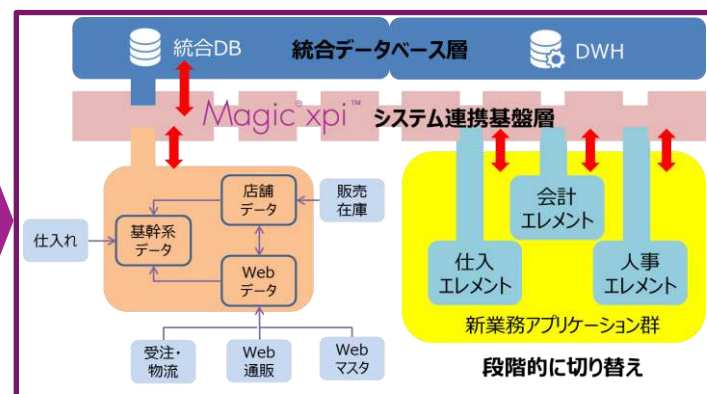 統合DB
統合データベース層
DWH
Magic®xpi™
システム連携基盤層
店舗
データ
販売
在庫
仕入れ
基幹系
データ
Web
データ
受注・
物流
Web
通販
Web
マスタ
会計
エレメント
仕入
エレメント
人事
エレメント
新業務アプリケーション群
段階的に切り替え